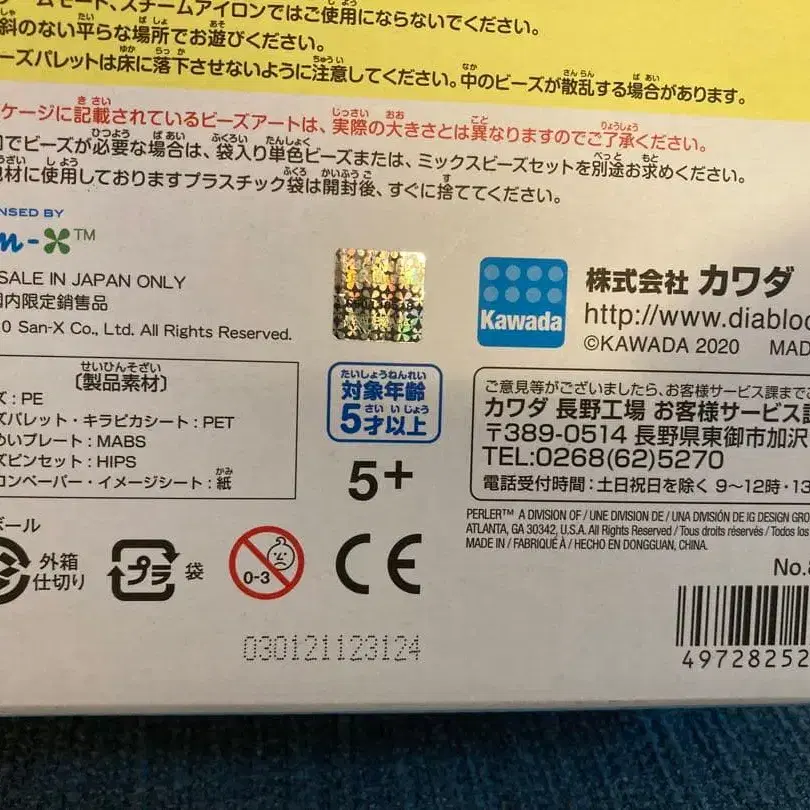 ームモード、スチームアイロンではご使用にならないでください。
斜のない平らな場所でお遊びください。
ーズパレットは床に落下させないように注意してください。中のビーズが散乱する場合があります。
ケージに記載されているビーズアートは、実際の大きさとは異なりますのでご了承ください。
でビーズが必要な場合は、袋入り単色ビーズまたは、ミックスビーズセットを別途お求めください。
材に使用しておりますプラスチック袋は開封後、すぐに捨ててください。
NSED BY
n-X™
SALE IN JAPAN ONLY
内限定銷售品
0 San-X Co., Ltd. All Rights Reserved.
〔製品素材〕
ズ：PE
ズパレット・キラピカシート：PET
めいプレート：MABS
ズピンセット：HIPS
ロンペーパー・イメージシート：紙
ボール
外箱
仕切り
プラ
袋
0-3
CE
対象年齢
5才以上
5+
030121123124
Kawada
株式会社 カワダ
http://www.diabloc
©KAWADA 2020 MAD
ご意見等がございましたら、お客様サービス課までご
カワダ 長野工場 お客様サービス課
〒389-0514 長野県東御市加沢
TEL:0268(62)5270
電話受付時間：土日祝日を除く 9～12時・13
PERLER™ A DIVISION OF / UNE DIVISION DE / UNA DIVISIÓN DE IG DESIGN GRO
ATLANTA, GA 30342, U.S.A. All Rights Reserved / Tous droits réservés / Todos los
MADE IN / FABRIQUÉ À / HECHO EN DONGGUAN, CHINA.
No.8
49728252